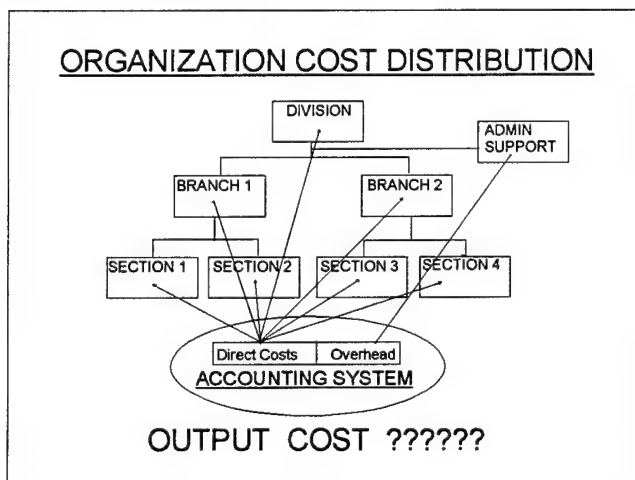 ORGANIZATION COST DISTRIBUTION
DIVISION
ADMIN
SUPPORT
BRANCH 1
BRANCH 2
SECTION 1
SECTION 2
SECTION 3
SECTION 4
Direct Costs
Overhead
ACCOUNTING SYSTEM
OUTPUT COST ??????